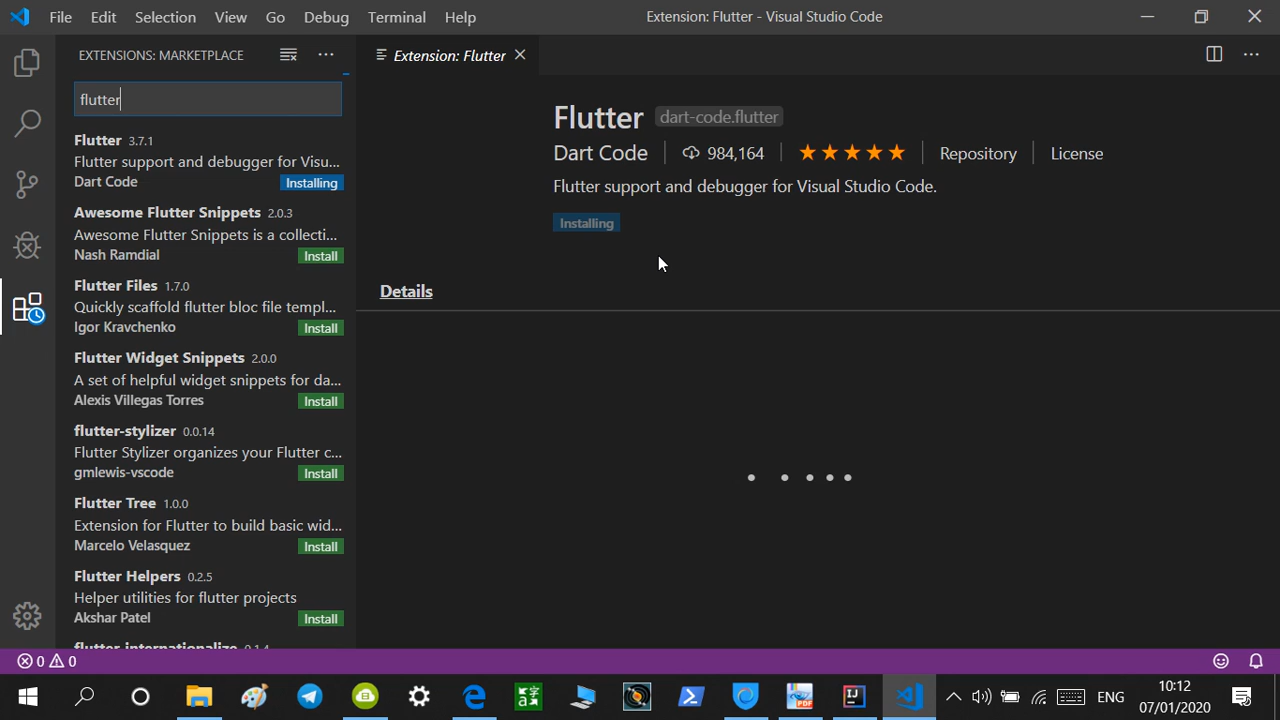 File Edit Selection View Go Debug Terminal Help
Extension: Flutter - Visual Studio Code
EXTENSIONS: MARKETPLACE
flutter
Flutter 3.7.1
Flutter support and debugger for Visu...
Dart Code Installing
Awesome Flutter Snippets 2.0.3
Awesome Flutter Snippets is a collecti...
Nash Ramdial Install
Flutter Files 1.7.0
Quickly scaffold flutter bloc file templ...
Igor Kravchenko Install
Flutter Widget Snippets 2.0.0
A set of helpful widget snippets for da...
Alexis Villegas Torres Install
flutter-stylizer 0.0.14
Flutter Stylizer organizes your Flutter c...
gmlewis-vscode Install
Flutter Tree 1.0.0
Extension for Flutter to build basic wid...
Marcelo Velasquez Install
Flutter Helpers 0.2.5
Helper utilities for flutter projects
Akshar Patel Install
flutter-internationalize 0.1.4
Extension: Flutter
Flutter dart-code.flutter
Dart Code 984,164 Repository License
Flutter support and debugger for Visual Studio Code.
Installing
Details
0 0
ENG
10:12
07/01/2020